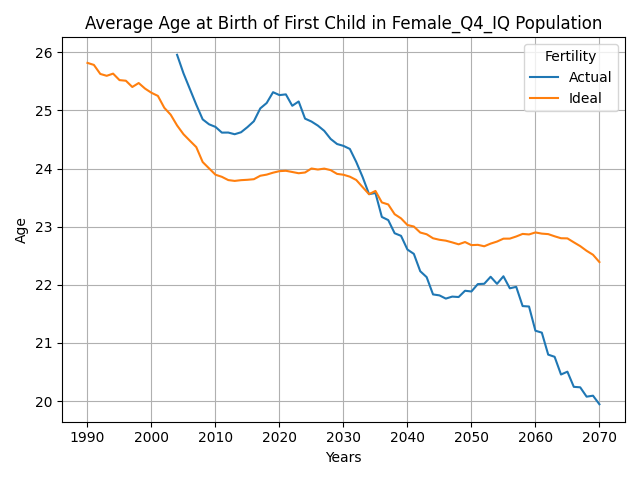 Average Age at Birth of First Child in Female_Q4_IQ Population
Fertility
Actual
Ideal
Age
26
25
24
23
22
21
20
1990
2000
2010
2020
2030
2040
2050
2060
2070
Years